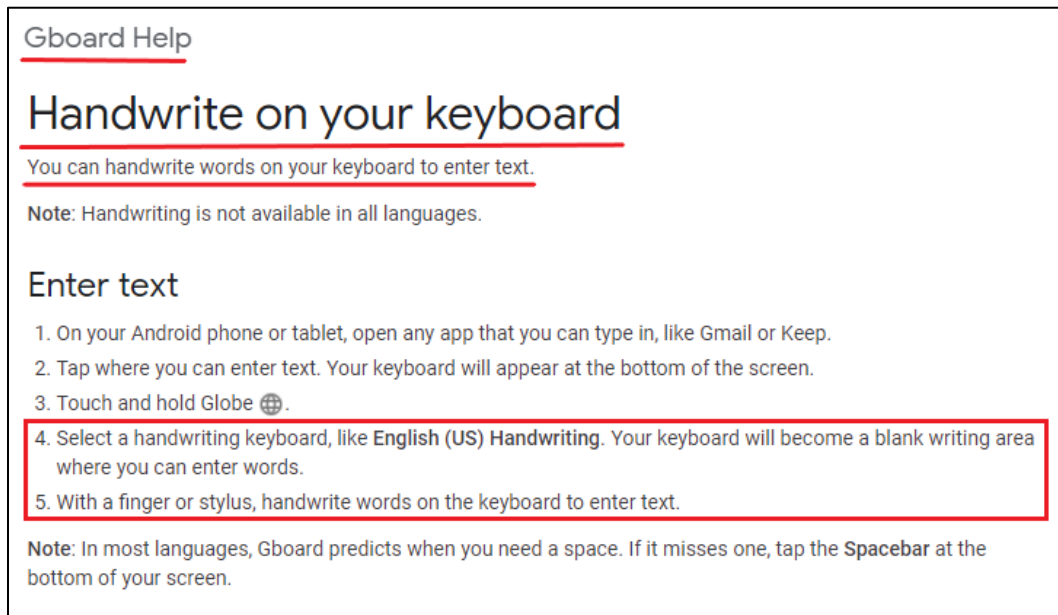 Gboard Help
Handwrite on your keyboard
You can handwrite words on your keyboard to enter text.
Note: Handwriting is not available in all languages.
Enter text
1. On your Android phone or tablet, open any app that you can type in, like Gmail or Keep.
2. Tap where you can enter text. Your keyboard will appear at the bottom of the screen.
3. Touch and hold Globe .
4. Select a handwriting keyboard, like English (US) Handwriting. Your keyboard will become a blank writing area
where you can enter words.
5. With a finger or stylus, handwrite words on the keyboard to enter text.
Note: In most languages, Gboard predicts when you need a space. If it misses one, tap the Spacebar at the
bottom of your screen.